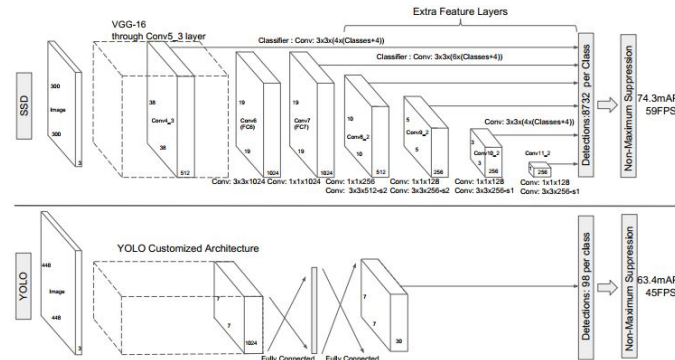 Extra Feature Layers
VGG-16
through Conv5_3 layer
Classifier : Conv: 3x3x(4x(Classes+4))
Classifier : Conv: 3x3x(6x(Classes+4))
SSD
300
Image
300
3
38
Conv4_3
38
512
19
Conv6
(FC6)
19
1024
19
Conv7
(FC7)
19
1024
10
Conv8_2
10
512
5
Conv9_2
5
256
Conv: 3x3x(4x(Classes+4))
3
Conv10_2
3
256
Conv11_2
256
Detections:8732 per Class
Non-Maximum Suppression
74.3mAP
59FPS
Conv: 3x3x1024
Conv: 1x1x1024
Conv: 1x1x256
Conv: 3x3x512-s2
Conv: 1x1x128
Conv: 3x3x256-s2
Conv: 1x1x128
Conv: 3x3x256-s1
Conv: 1x1x128
Conv: 3x3x256-s1
YOLO
448
Image
448
3
YOLO Customized Architecture
7
7
1024
Fully Connected
Fully Connected
7
7
30
Detections: 98 per class
Non-Maximum Suppression
63.4mAP
45FPS